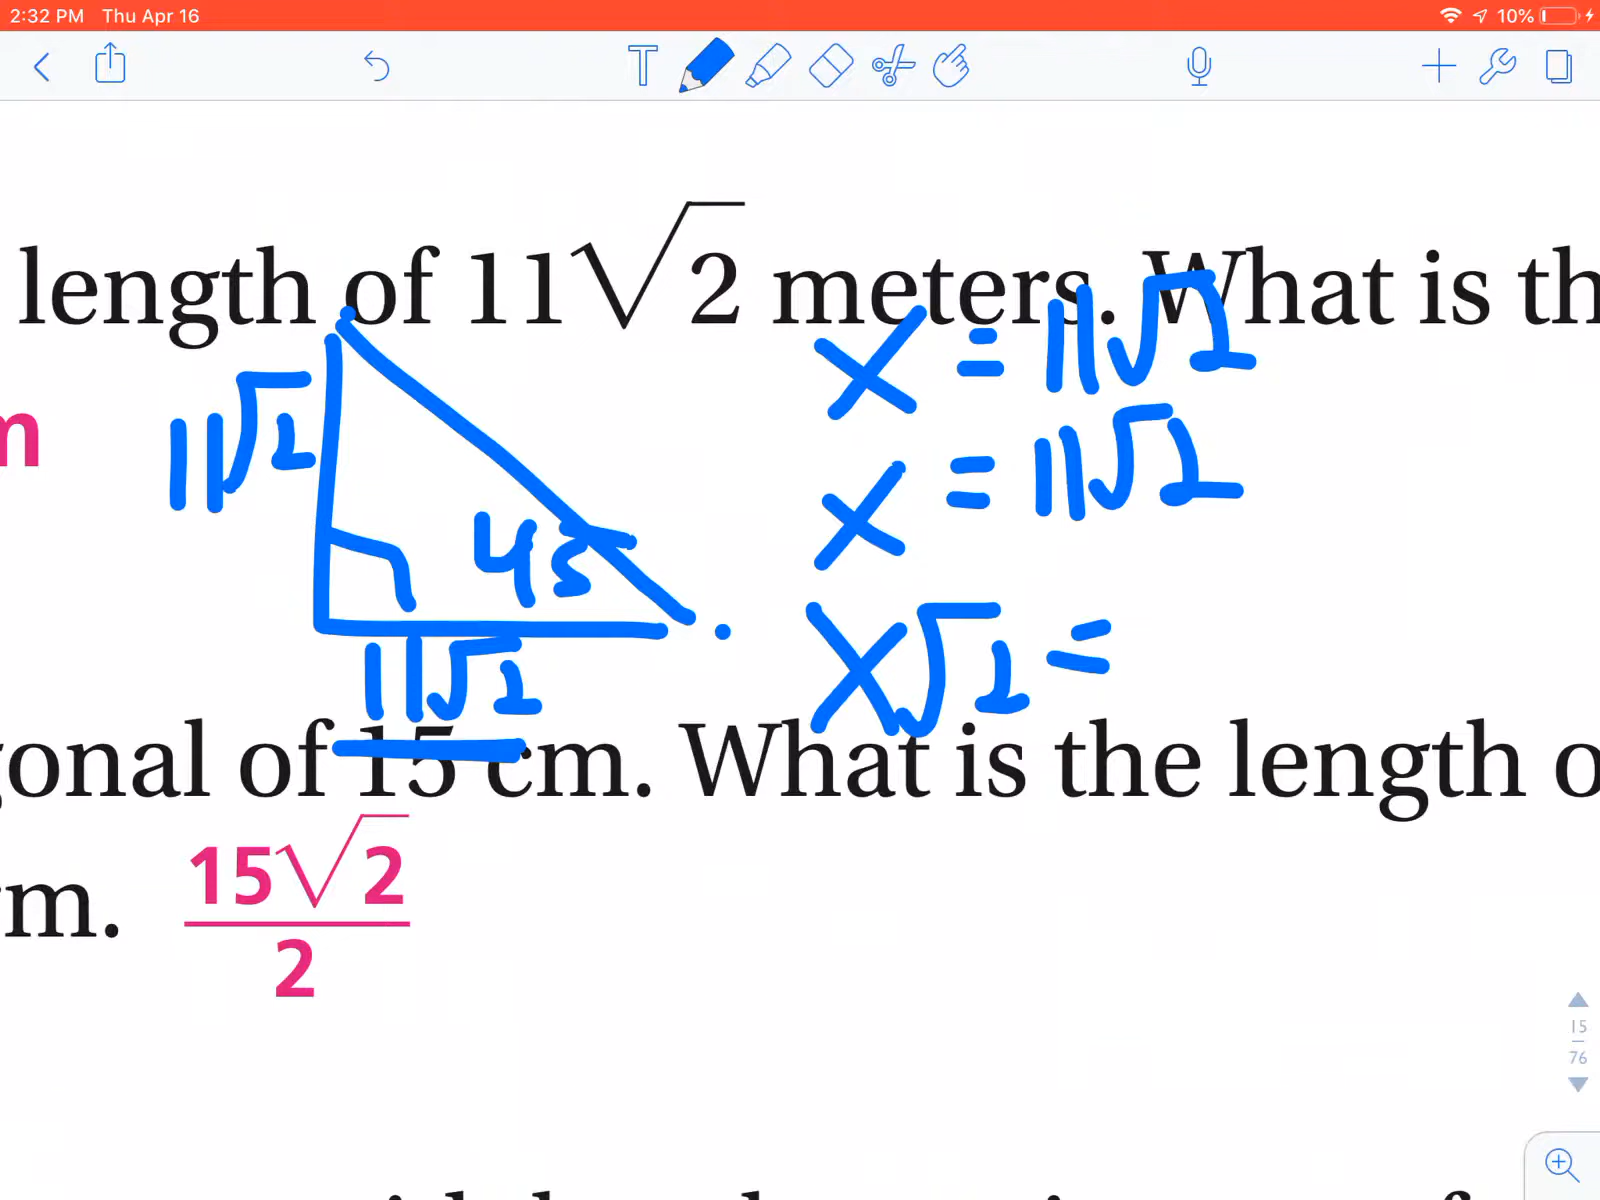 2:32 PM Thu Apr 16 10%
length of 11√2 meters. What is th
m
11√2
45
11√2
x = 11√2
x = 11√2
x√2 =
gonal of 15 cm. What is the length o
rm. 15√2
2
15
76